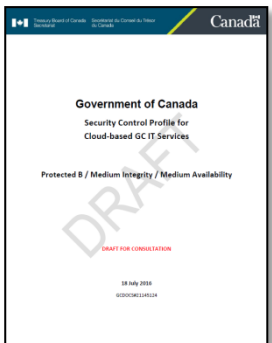 Treasury Board of Canada Secrétariat du Conseil du Trésor
Secretariat du Canada
Canada
Government of Canada
Security Control Profile for
Cloud-based GC IT Services
Protected B / Medium Integrity / Medium Availability
DRAFT
DRAFT FOR CONSULTATION
18 July 2016